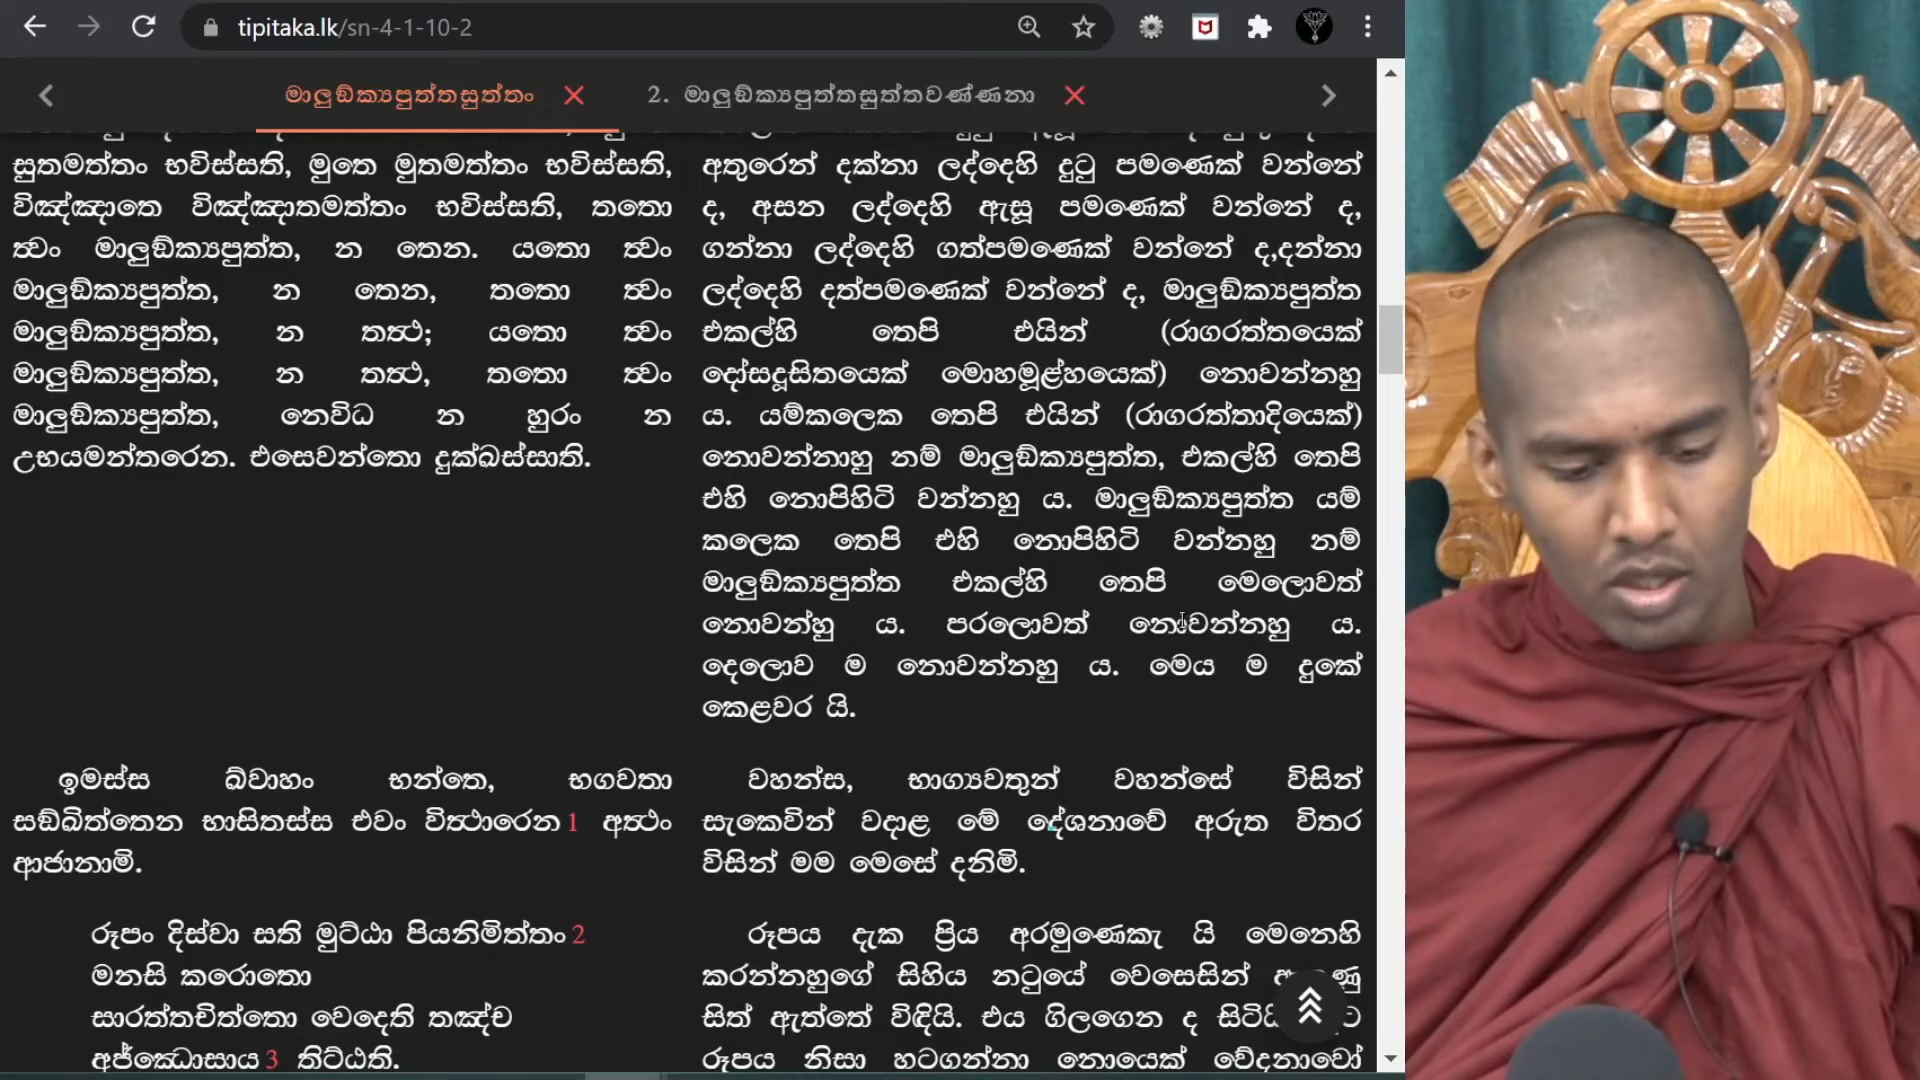 tipitaka.lk/sn-4-1-10-2
මාලුඞ්ක්‍යපුත්තසුත්තං
2. මාලුඞ්ක්‍යපුත්තසුත්තවණ්ණනා
සුතමත්තං භවිස්සති, මුතෙ මුතමත්තං භවිස්සති,
විඤ්ඤාතෙ විඤ්ඤාතමත්තං භවිස්සති, තතො
ත්‍වං මාලුඞ්ක්‍යපුත්ත, න තෙන. යතො ත්‍වං
මාලුඞ්ක්‍යපුත්ත, න තෙන, තතො ත්‍වං
මාලුඞ්ක්‍යපුත්ත, න තත්‍ථ; යතො ත්‍වං
මාලුඞ්ක්‍යපුත්ත, න තත්‍ථ, තතො ත්‍වං
මාලුඞ්ක්‍යපුත්ත, නෙවිධ න හුරං න
උභයමන්තරෙන. එසෙවන්තො දුක්ඛස්සාති.
ඉමස්ස ඛ්වාහං භන්තෙ, භගවතා
සඞ්ඛිත්තෙන භාසිතස්ස එවං විත්‍ථාරෙන 1 අත්‍ථං
ආජානාමි.
රූපං දිස්වා සති මුට්ඨා පියනිමිත්තං 2
මනසි කරොතො
සාරත්තචිත්තො වෙදෙති තඤ්ච
අජ්ඣොසාය 3 තිට්ඨති.
අතුරෙන් දක්නා ලද්දෙහි දුටු පමණෙක් වන්නේ
ද, අසන ලද්දෙහි ඇසූ පමණෙක් වන්නේ ද,
ගන්නා ලද්දෙහි ගත්පමණෙක් වන්නේ ද,දන්නා
ලද්දෙහි දත්පමණෙක් වන්නේ ද, මාලුඞ්ක්‍යපුත්ත
එකල්හි තෙපි එයින් (රාගරත්තයෙක්
දෝසදූසිතයෙක් මොහමූළ්හයෙක්) නොවන්නහු
ය. යම්කලෙක තෙපි එයින් (රාගරත්තාදියෙක්)
නොවන්නාහු නම් මාලුඞ්ක්‍යපුත්ත, එකල්හි තෙපි
එහි නොපිහිටි වන්නහු ය. මාලුඞ්ක්‍යපුත්ත යම්
කලෙක තෙපි එහි නොපිහිටි වන්නහු නම්
මාලුඞ්ක්‍යපුත්ත එකල්හි තෙපි මෙලොවත්
නොවන්හු ය. පරලොවත් නොවන්නහු ය.
දෙලොව ම නොවන්නහු ය. මෙය ම දුකේ
කෙළවර යි.
වහන්ස, භාග්‍යවතුන් වහන්සේ විසින්
සැකෙවින් වදාළ මේ දේශනාවේ අරුත විතර
විසින් මම මෙසේ දනිමි.
රූපය දැක ප්‍රිය අරමුණෙකැ යි මෙනෙහි
කරන්නහුගේ සිහිය නටුයේ වෙසෙසින්
සිත් ඇත්තේ විඳියි. එය ගිලගෙන ද
රූපය නිසා හටගන්නා නොයෙක් වේදනාවෝ